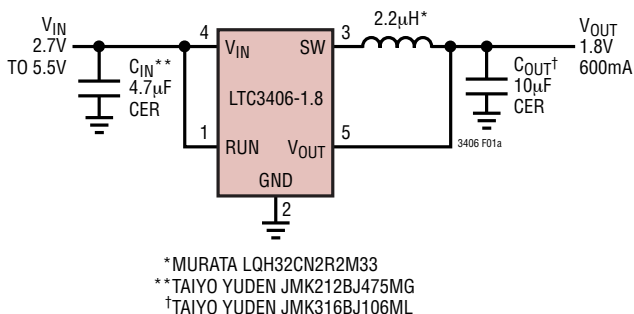 VIN
2.7V
TO 5.5V
CIN**
4.7µF
CER
4
VIN
SW
3
2.2µH*
VOUT
1.8V
600mA
COUT†
10µF
CER
LTC3406-1.8
1
RUN
VOUT
5
3406 F01a
GND
2
*MURATA LQH32CN2R2M33
**TAIYO YUDEN JMK212BJ475MG
†TAIYO YUDEN JMK316BJ106ML